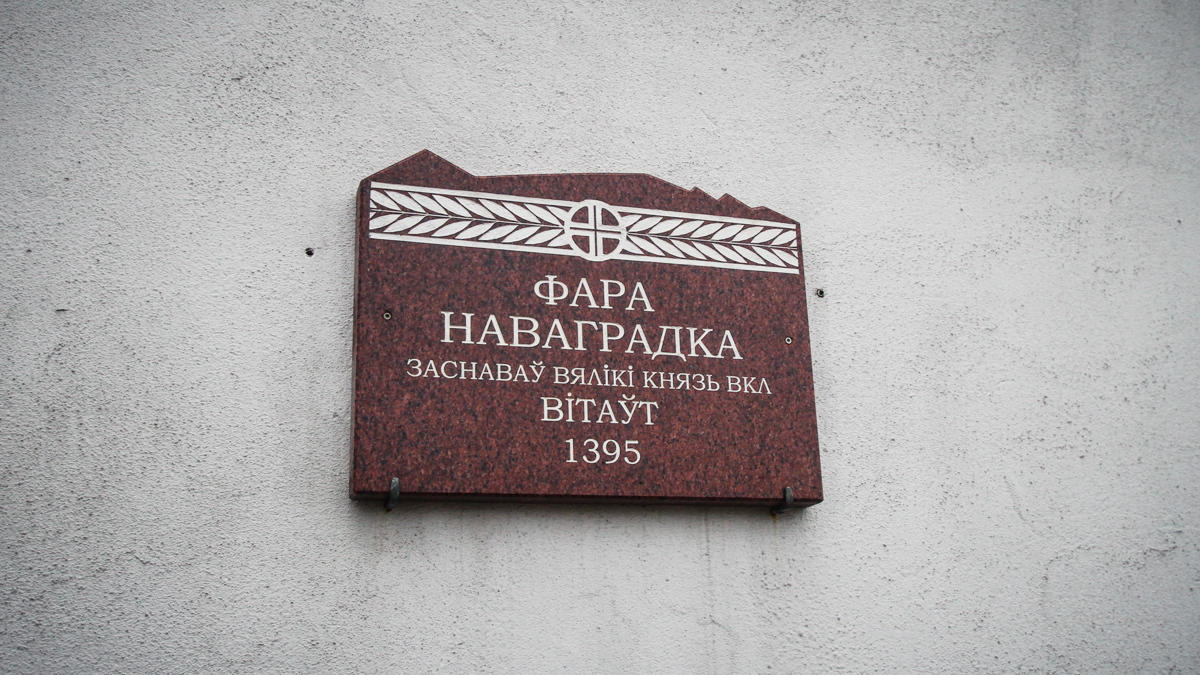 ФАРА
НАВАГРАДКА
ЗАСНАВАЎ ВЯЛІКІ КНЯЗЬ ВКЛ
ВІТАЎТ
1395